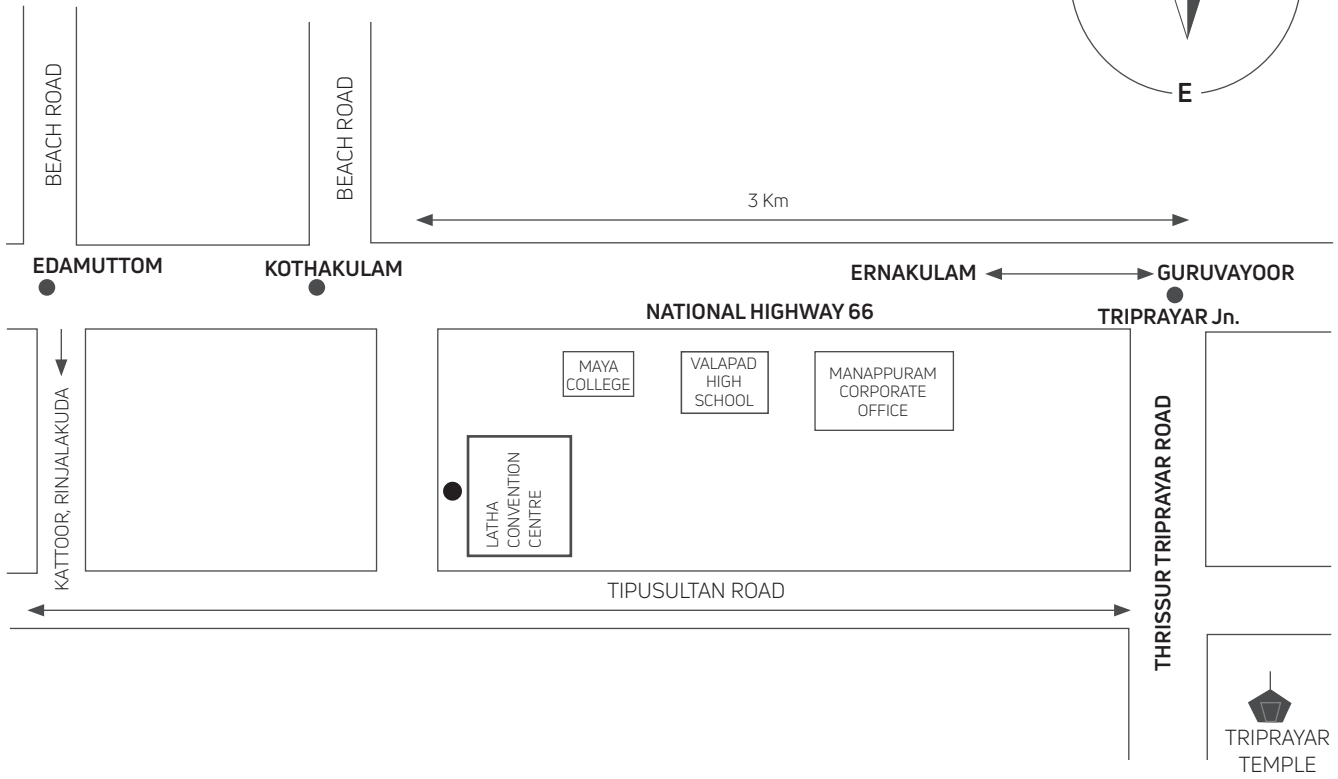 E
BEACH ROAD
BEACH ROAD
3 Km
EDAMUTTOM
KOTHAKULAM
ERNAKULAM
GURUVAYOOR
NATIONAL HIGHWAY 66
TRIPRAYAR Jn.
MAYA
COLLEGE
VALAPAD
HIGH
SCHOOL
MANAPPURAM
CORPORATE
OFFICE
KATTOOR, RINJALAKUDA
LATHA
CONVENTION
CENTRE
THRISSUR TRIPRAYAR ROAD
TIPUSULTAN ROAD
TRIPRAYAR
TEMPLE